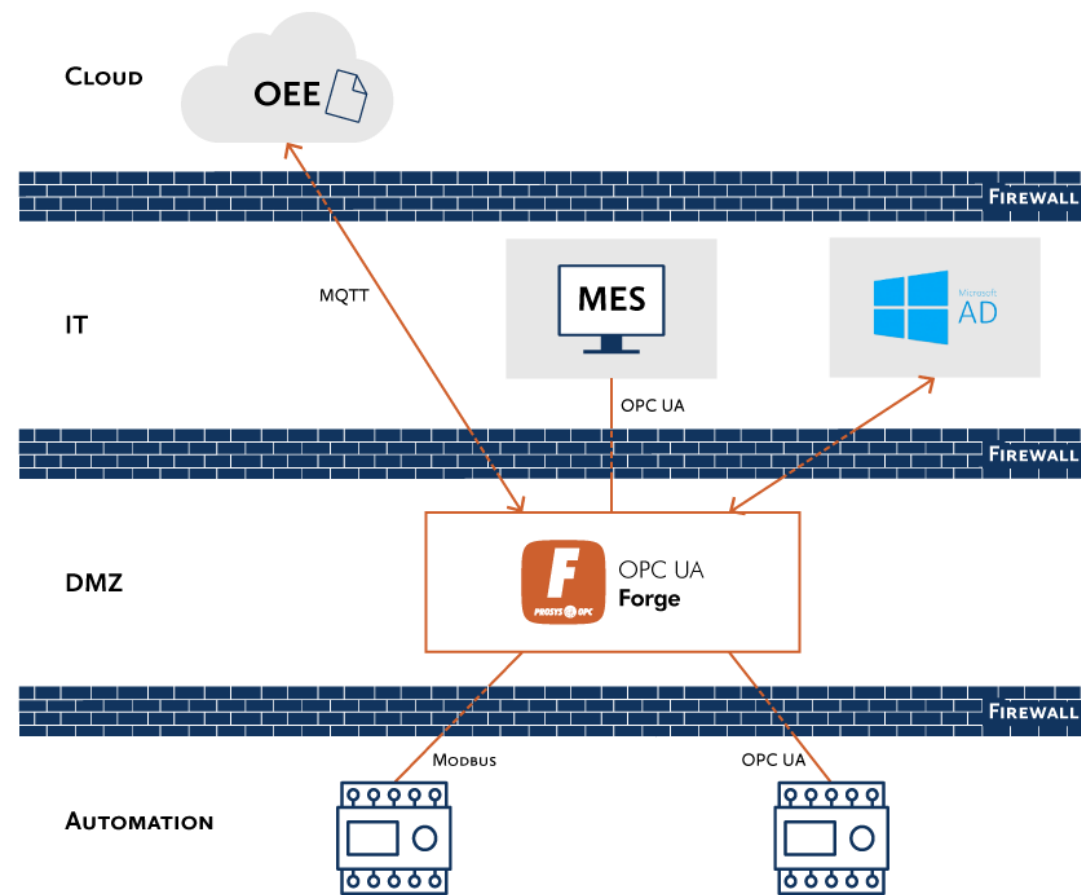 CLOUD
OEE
FIREWALL
MQTT
MES
Microsoft
AD
IT
OPC UA
FIREWALL
DMZ
F
PROSYS OPC
OPC UA
Forge
FIREWALL
MODBUS
OPC UA
AUTOMATION